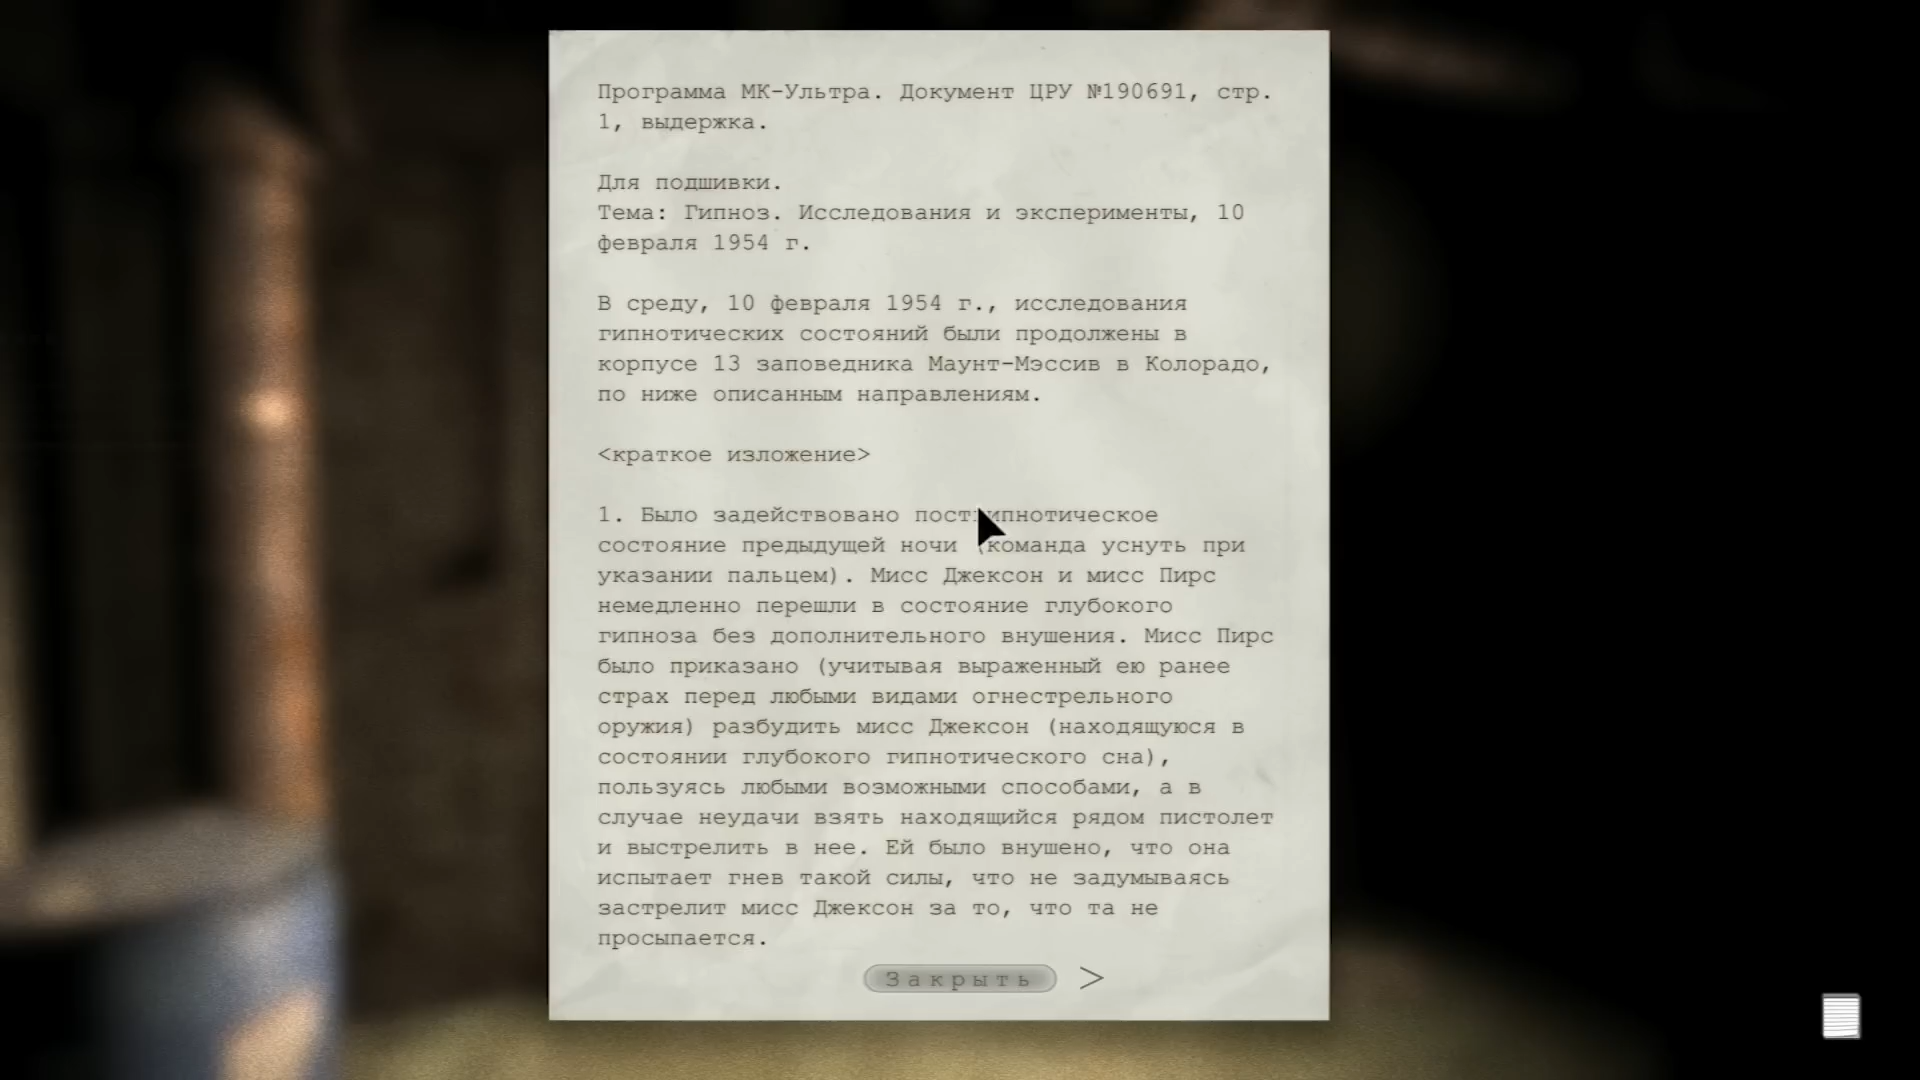 Программа МК-Ультра. Документ ЦРУ №190691, стр.
1, выдержка.
Для подшивки.
Тема: Гипноз. Исследования и эксперименты, 10
февраля 1954 г.
В среду, 10 февраля 1954 г., исследования
гипнотических состояний были продолжены в
корпусе 13 заповедника Маунт-Мэссив в Колорадо,
по ниже описанным направлениям.
<краткое изложение>
1. Было задействовано постгипнотическое
состояние предыдущей ночи (команда уснуть при
указании пальцем). Мисс Джексон и мисс Пирс
немедленно перешли в состояние глубокого
гипноза без дополнительного внушения. Мисс Пирс
было приказано (учитывая выраженный ею ранее
страх перед любыми видами огнестрельного
оружия) разбудить мисс Джексон (находящуюся в
состоянии глубокого гипнотического сна),
пользуясь любыми возможными способами, а в
случае неудачи взять находящийся рядом пистолет
и выстрелить в нее. Ей было внушено, что она
испытает гнев такой силы, что не задумываясь
застрелит мисс Джексон за то, что та не
просыпается.
Закрыть >